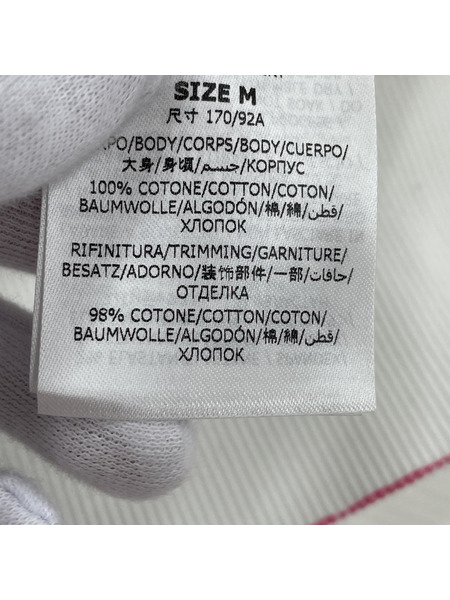 SIZE M
尺寸 170/92A
PO/BODY/CORPS/BODY/CUERPO/
大身/身頃/جسم/КОРПУС
100% COTONE/COTTON/COTON/
BAUMWOLLE/ALGODÓN/棉/綿/قطن/
ХЛОПОК
RIFINITURA/TRIMMING/GARNITURE/
BESATZ/ADORNO/装饰部件/一部/حافات/
ОТДЕЛКА
98% COTONE/COTTON/COTON/
BAUMWOLLE/ALGODÓN/棉/綿/قطن/
ХЛОПОК